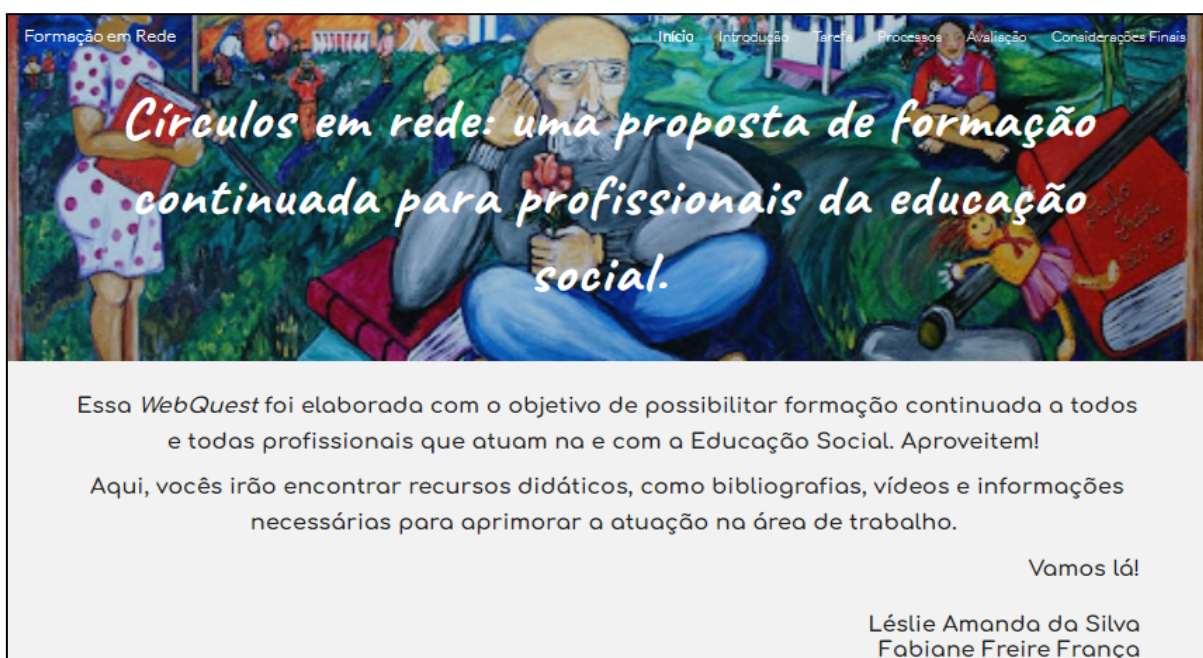 Formação em Rede
Início Introdução Tarefa Processos Avaliação Considerações Finais
Círculos em rede: uma proposta de formação
continuada para profissionais da educação
social.
Paulo
Freire
Essa WebQuest foi elaborada com o objetivo de possibilitar formação continuada a todos
e todas profissionais que atuam na e com a Educação Social. Aproveitem!
Aqui, vocês irão encontrar recursos didáticos, como bibliografias, vídeos e informações
necessárias para aprimorar a atuação na área de trabalho.
Vamos lá!
Léslie Amanda da Silva
Fabiane Freire França